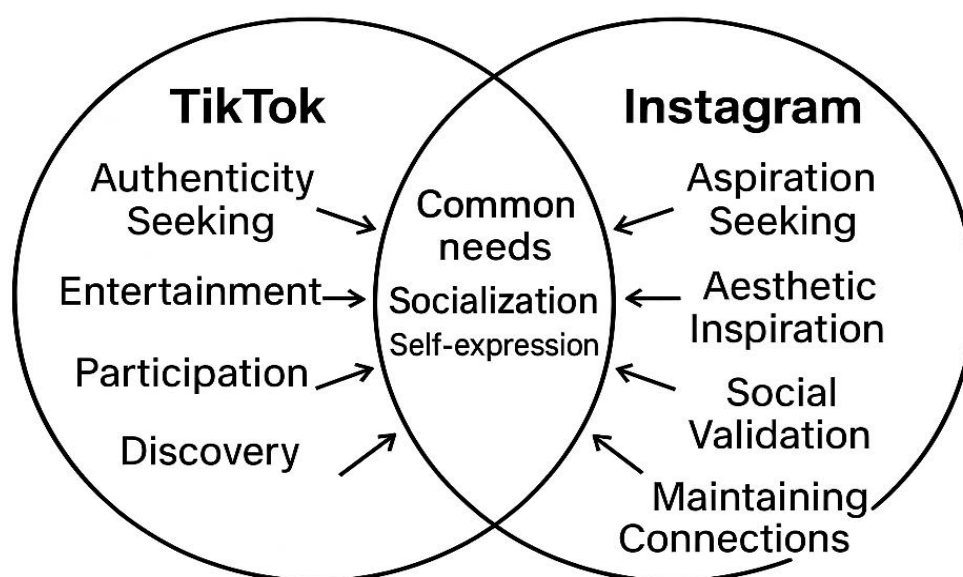 TikTok
Authenticity
Seeking
Entertainment
Participation
Discovery
Common
needs
Socialization
Self-expression
Instagram
Aspiration
Seeking
Aesthetic
Inspiration
Social
Validation
Maintaining
Connections